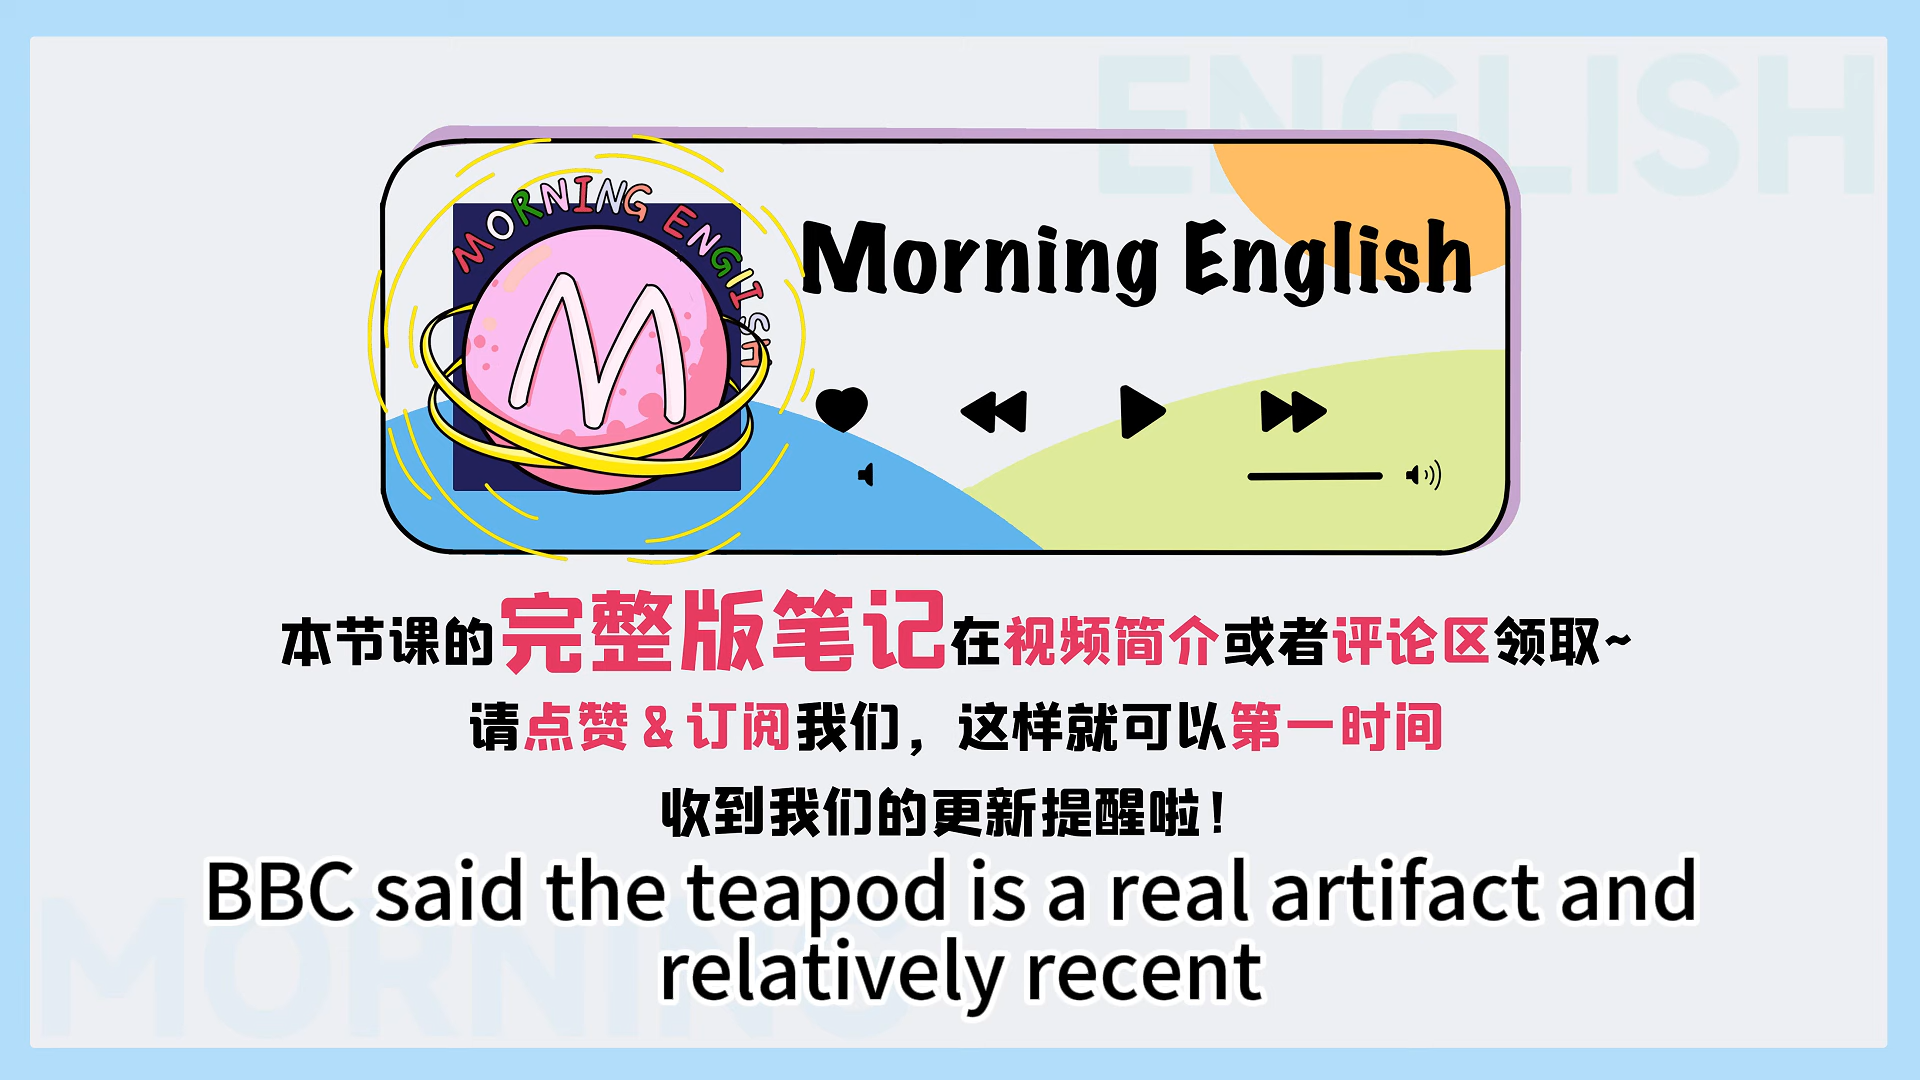 ENGLISH
MORNING ENGLISH
M
Morning English
本节课的完整版笔记在视频简介或者评论区领取~
请点赞&订阅我们，这样就可以第一时间
收到我们的更新提醒啦！
BBC said the teapod is a real artifact and
relatively recent
MORNING